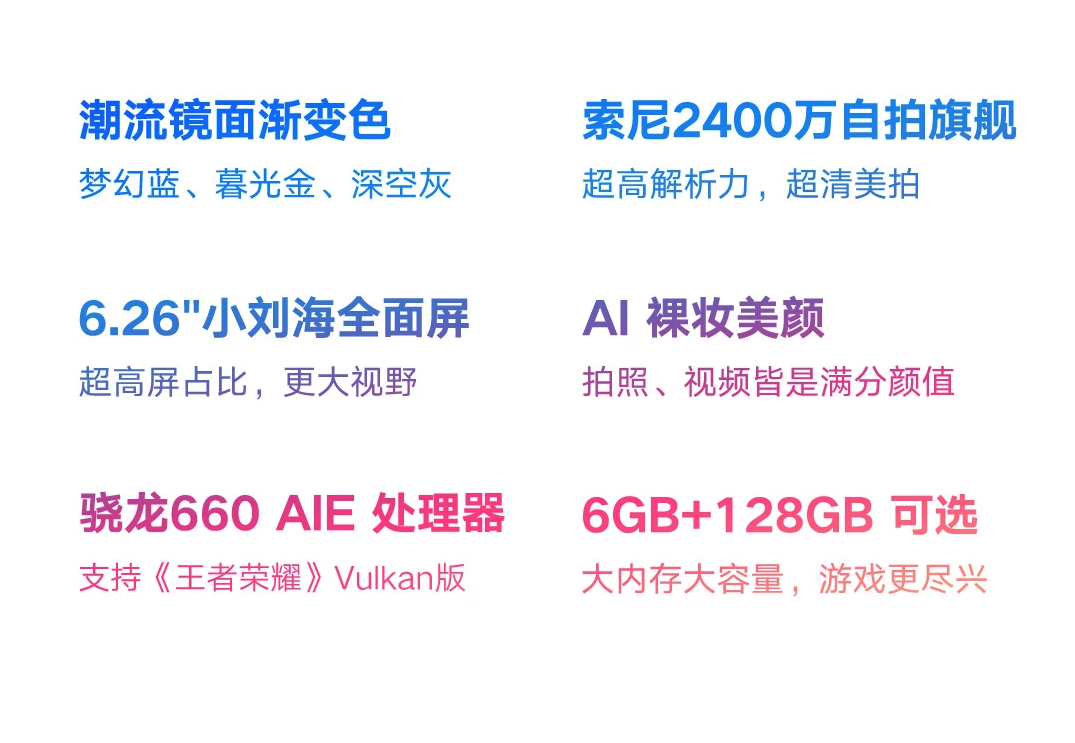 潮流镜面渐变色
梦幻蓝、暮光金、深空灰
索尼2400万自拍旗舰
超高解析力，超清美拍
6.26"小刘海全面屏
超高屏占比，更大视野
AI 裸妆美颜
拍照、视频皆是满分颜值
骁龙660 AIE 处理器
支持《王者荣耀》Vulkan版
6GB+128GB 可选
大内存大容量，游戏更尽兴